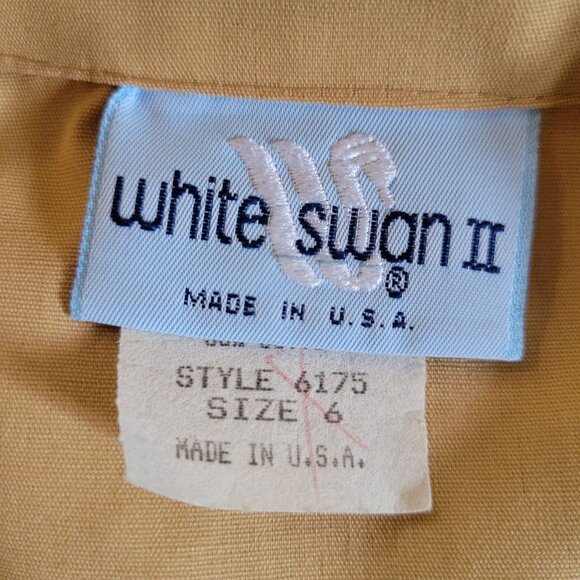 white swan II
®
MADE IN U.S.A.
STYLE 6175
SIZE 6
MADE IN U.S.A.